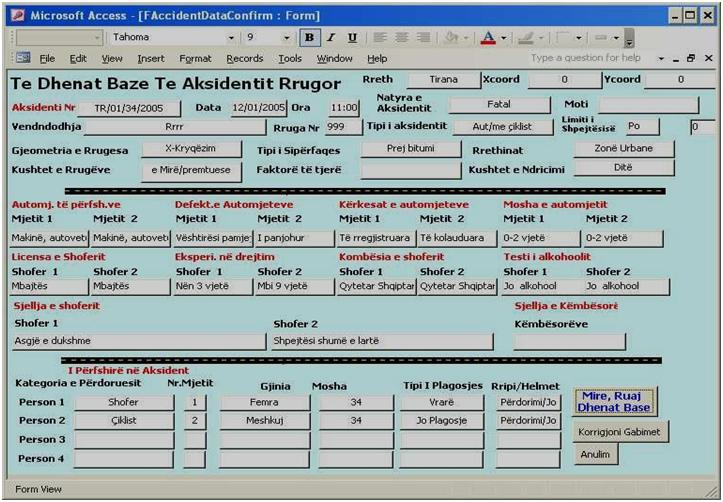 Microsoft Access - [FAccidentDataConfirm : Form]
Tahoma 9 B I U
File Edit View Insert Format Records Tools Window Help Type a question for help
Te Dhenat Baze Te Aksidentit Rrugor Rreth Tirana Xcoord 0 Ycoord 0
Aksidenti Nr TR/01/34/2005 Data 12/01/2005 Ora 11:00 Natyra e Aksidentit Fatal Moti
Vendndodhja Rrrr Rruga Nr 999 Tipi i aksidentit Aut/me çiklist Limiti i Shpejtësisë Po 0
Gjeometria e Rrugesa X-Kryqëzim Tipi i Sipërfaqes Prej bitumi Rrethinat Zonë Urbane
Kushtet e Rrugëve e Mirë/premtuese Faktorë të tjerë Kushtet e Ndricimi Ditë
Automj. të përfsh.ve Defekt.e Automjeteve Kërkesat e automjeteve Mosha e automjetit
Mjetit 1 Mjetit 2 Mjetit 1 Mjetit 2 Mjetit 1 Mjetit 2 Mjetit 1 Mjetit 2
Makinë, autoveti Makinë, autoveti Vështirësi pamje I panjohur Të rregjistruara Të kolauduara 0-2 vjetë 0-2 vjetë
Licensa e Shoferit Eksperi. në drejtim Kombësia e shoferit Testi i alkohoolit
Shofer 1 Shofer 2 Shofer 1 Shofer 2 Shofer 1 Shofer 2 Shofer 1 Shofer 2
Mbajtës Mbajtës Nën 3 vjetë Mbi 9 vjetë Qytetar Shqiptar Qytetar Shqiptar Jo alkohool Jo alkohool
Sjellja e shoferit Sjellja e Këmbësorë
Shofer 1 Shofer 2 Këmbësorëve
Asgjë e dukshme Shpejtësi shumë e lartë
I Përfshirë në Aksident
Kategoria e Përdoruesit Nr.Mjetit Gjinia Mosha Tipi I Plagosjes Rripi/Helmet
Person 1 Shofer 1 Femra 34 Vrarë Përdorimi/Jo Mire, Ruaj Dhenat Base
Person 2 Çiklist 2 Meshkuj 34 Jo Plagosje Përdorimi/Jo
Person 3 Korrigjoni Gabimet
Person 4 Anulim
Form View